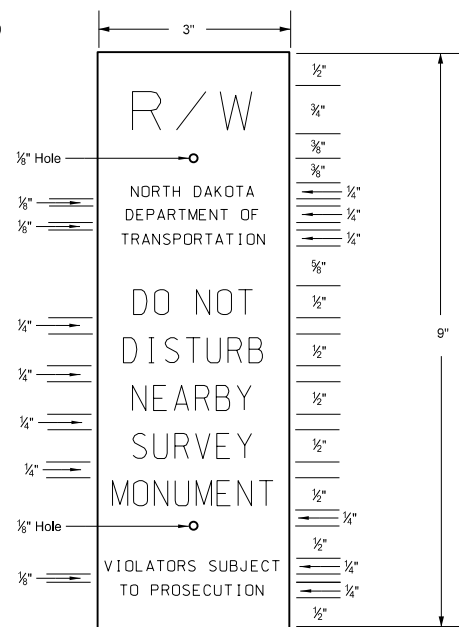 3"
½"
¾"
R / W
⅜"
⅛" Hole
⅜"
NORTH DAKOTA
¼"
⅛"
DEPARTMENT OF
¼"
⅛"
TRANSPORTATION
¼"
⅝"
DO NOT
½"
¼"
9"
DISTURB
½"
¼"
NEARBY
½"
¼"
SURVEY
½"
¼"
MONUMENT
½"
¼"
⅛" Hole
½"
VIOLATORS SUBJECT
¼"
⅛"
TO PROSECUTION
¼"
½"